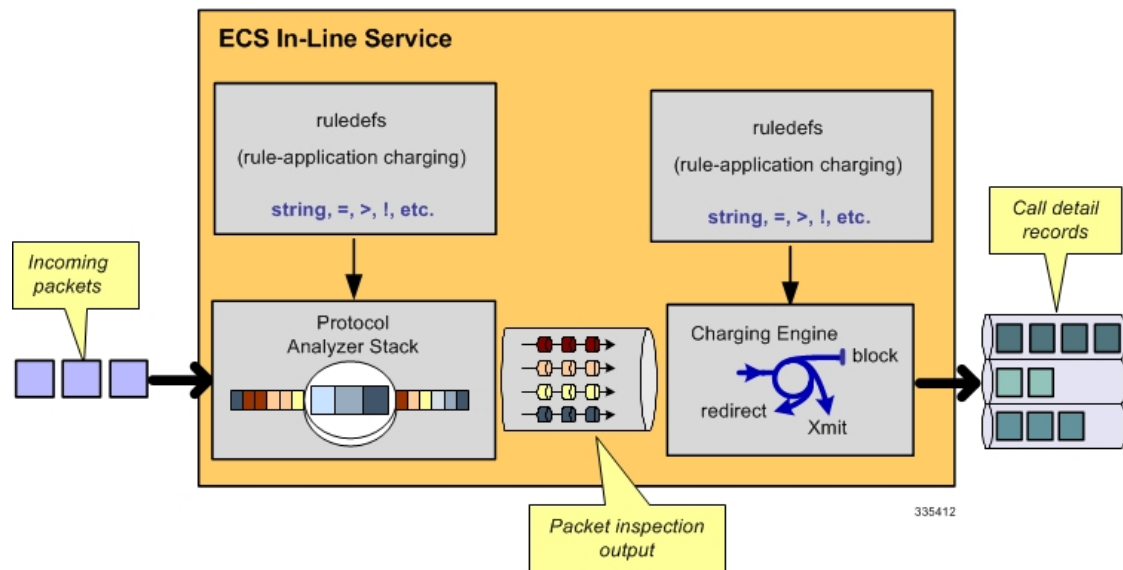 ECS In-Line Service
ruledefs
(rule-application charging)
string, =, >, !, etc.
ruledefs
(rule-application charging)
string, =, >, !, etc.
Incoming
packets
Call detail
records
Protocol
Analyzer Stack
Charging Engine
block
redirect
Xmit
Packet inspection
output
335412